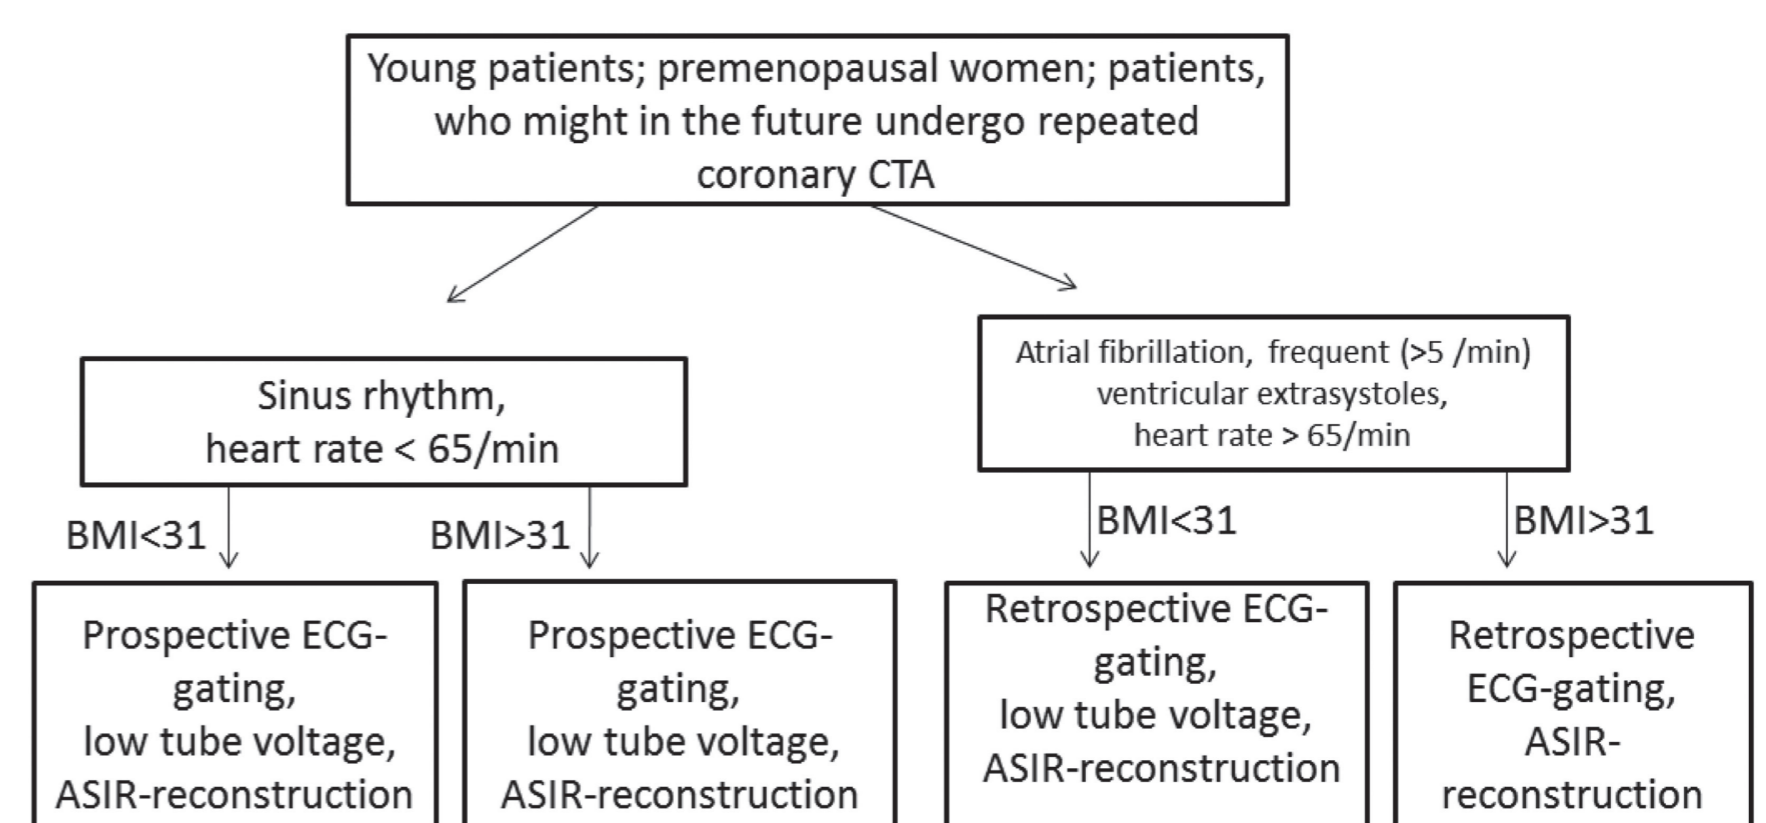 Young patients; premenopausal women; patients,
who might in the future undergo repeated
coronary CTA
Sinus rhythm,
heart rate < 65/min
Atrial fibrillation, frequent (>5 /min)
ventricular extrasystoles,
heart rate > 65/min
BMI<31
BMI>31
BMI<31
BMI>31
Prospective ECG-
gating,
low tube voltage,
ASIR-reconstruction
Prospective ECG-
gating,
low tube voltage,
ASIR-reconstruction
Retrospective ECG-
gating,
low tube voltage,
ASIR-reconstruction
Retrospective
ECG-gating,
ASIR-
reconstruction